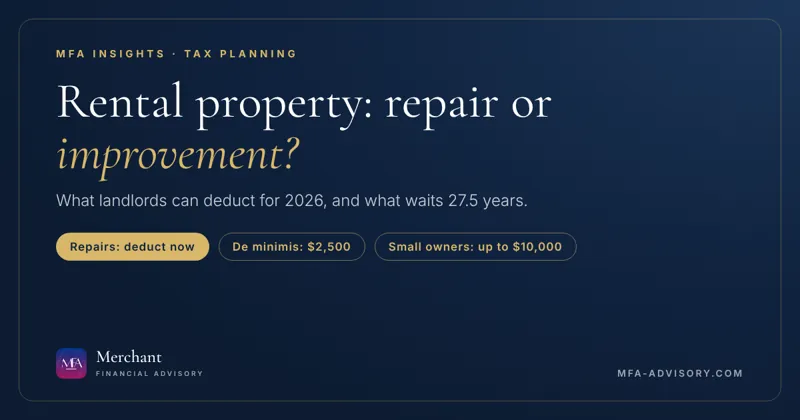 MFA INSIGHTS · TAX PLANNING
Rental property: repair or
improvement?
What landlords can deduct for 2026, and what waits 27.5 years.
Repairs: deduct now
De minimis: $2,500
Small owners: up to $10,000
MFA
Merchant
FINANCIAL ADVISORY
MFA-ADVISORY.COM